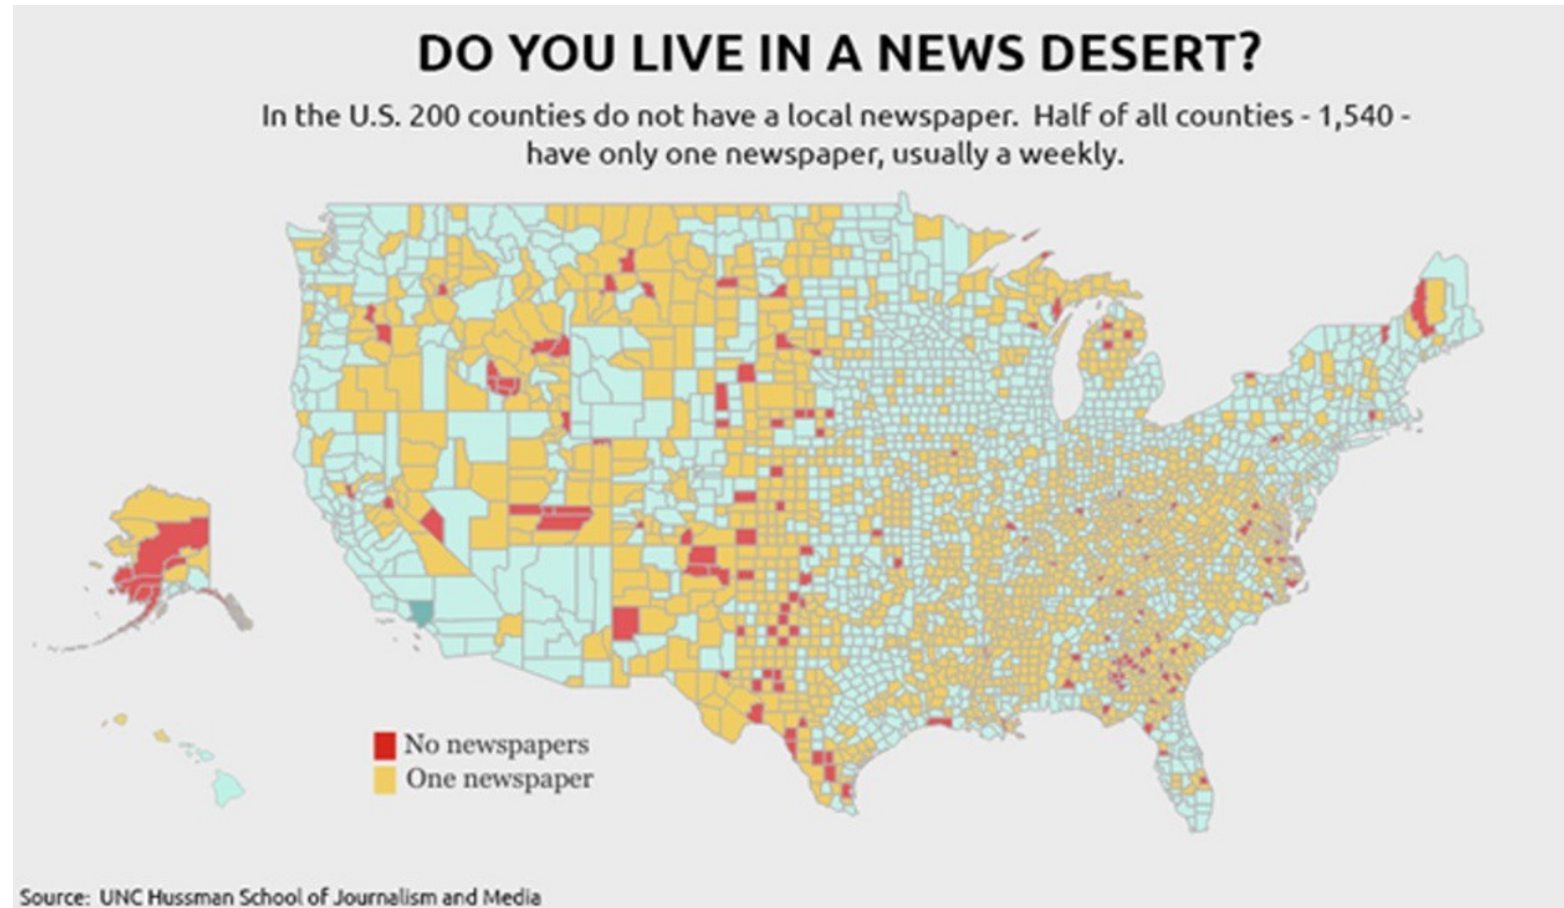 DO YOU LIVE IN A NEWS DESERT?
In the U.S. 200 counties do not have a local newspaper.  Half of all counties - 1,540 -
have only one newspaper, usually a weekly.
No newspapers
One newspaper
Source:  UNC Hussman School of Journalism and Media